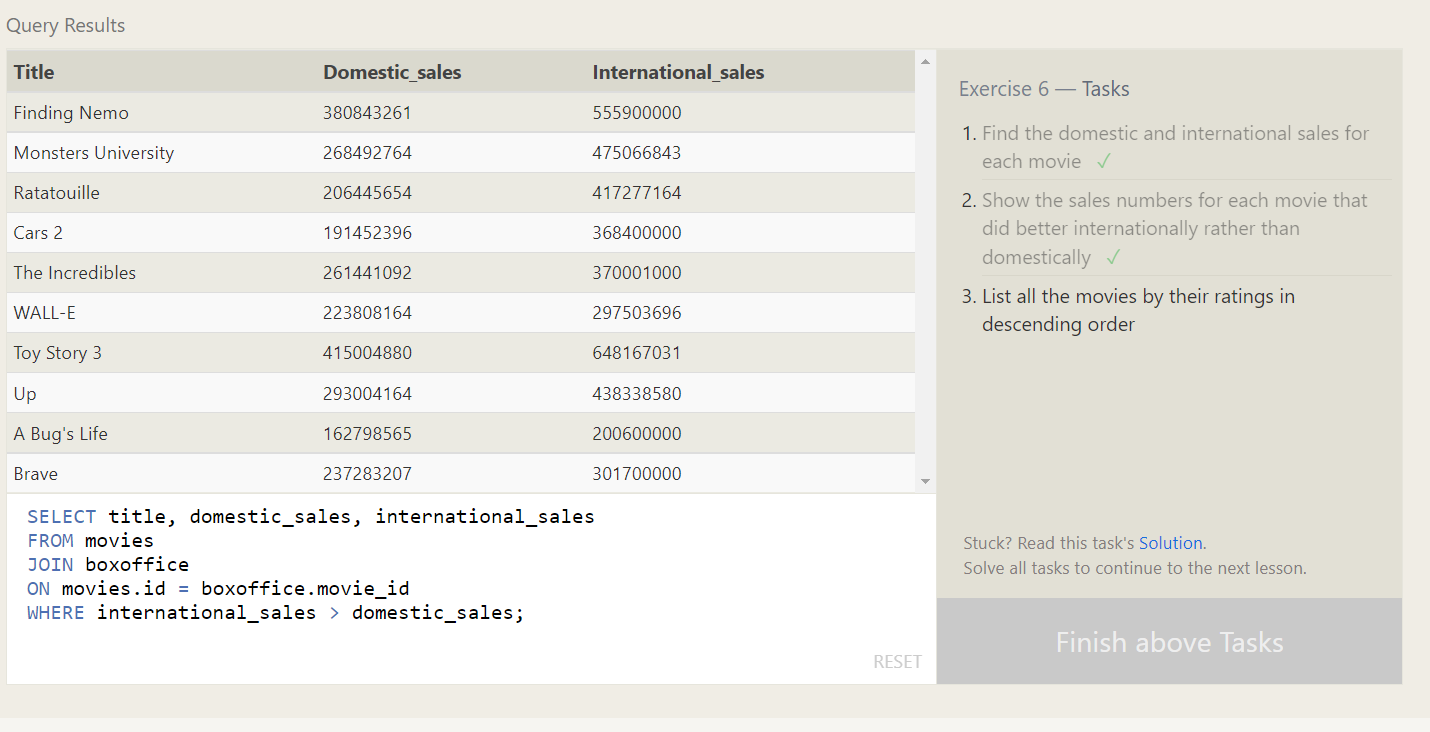 Query Results
Title Domestic_sales International_sales
Finding Nemo 380843261 555900000
Monsters University 268492764 475066843
Ratatouille 206445654 417277164
Cars 2 191452396 368400000
The Incredibles 261441092 370001000
WALL-E 223808164 297503696
Toy Story 3 415004880 648167031
Up 293004164 438338580
A Bug's Life 162798565 200600000
Brave 237283207 301700000
SELECT title, domestic_sales, international_sales
FROM movies
JOIN boxoffice
ON movies.id = boxoffice.movie_id
WHERE international_sales > domestic_sales;
RESET
Exercise 6 — Tasks
1. Find the domestic and international sales for
each movie ✓
2. Show the sales numbers for each movie that
did better internationally rather than
domestically ✓
3. List all the movies by their ratings in
descending order
Stuck? Read this task's Solution.
Solve all tasks to continue to the next lesson.
Finish above Tasks